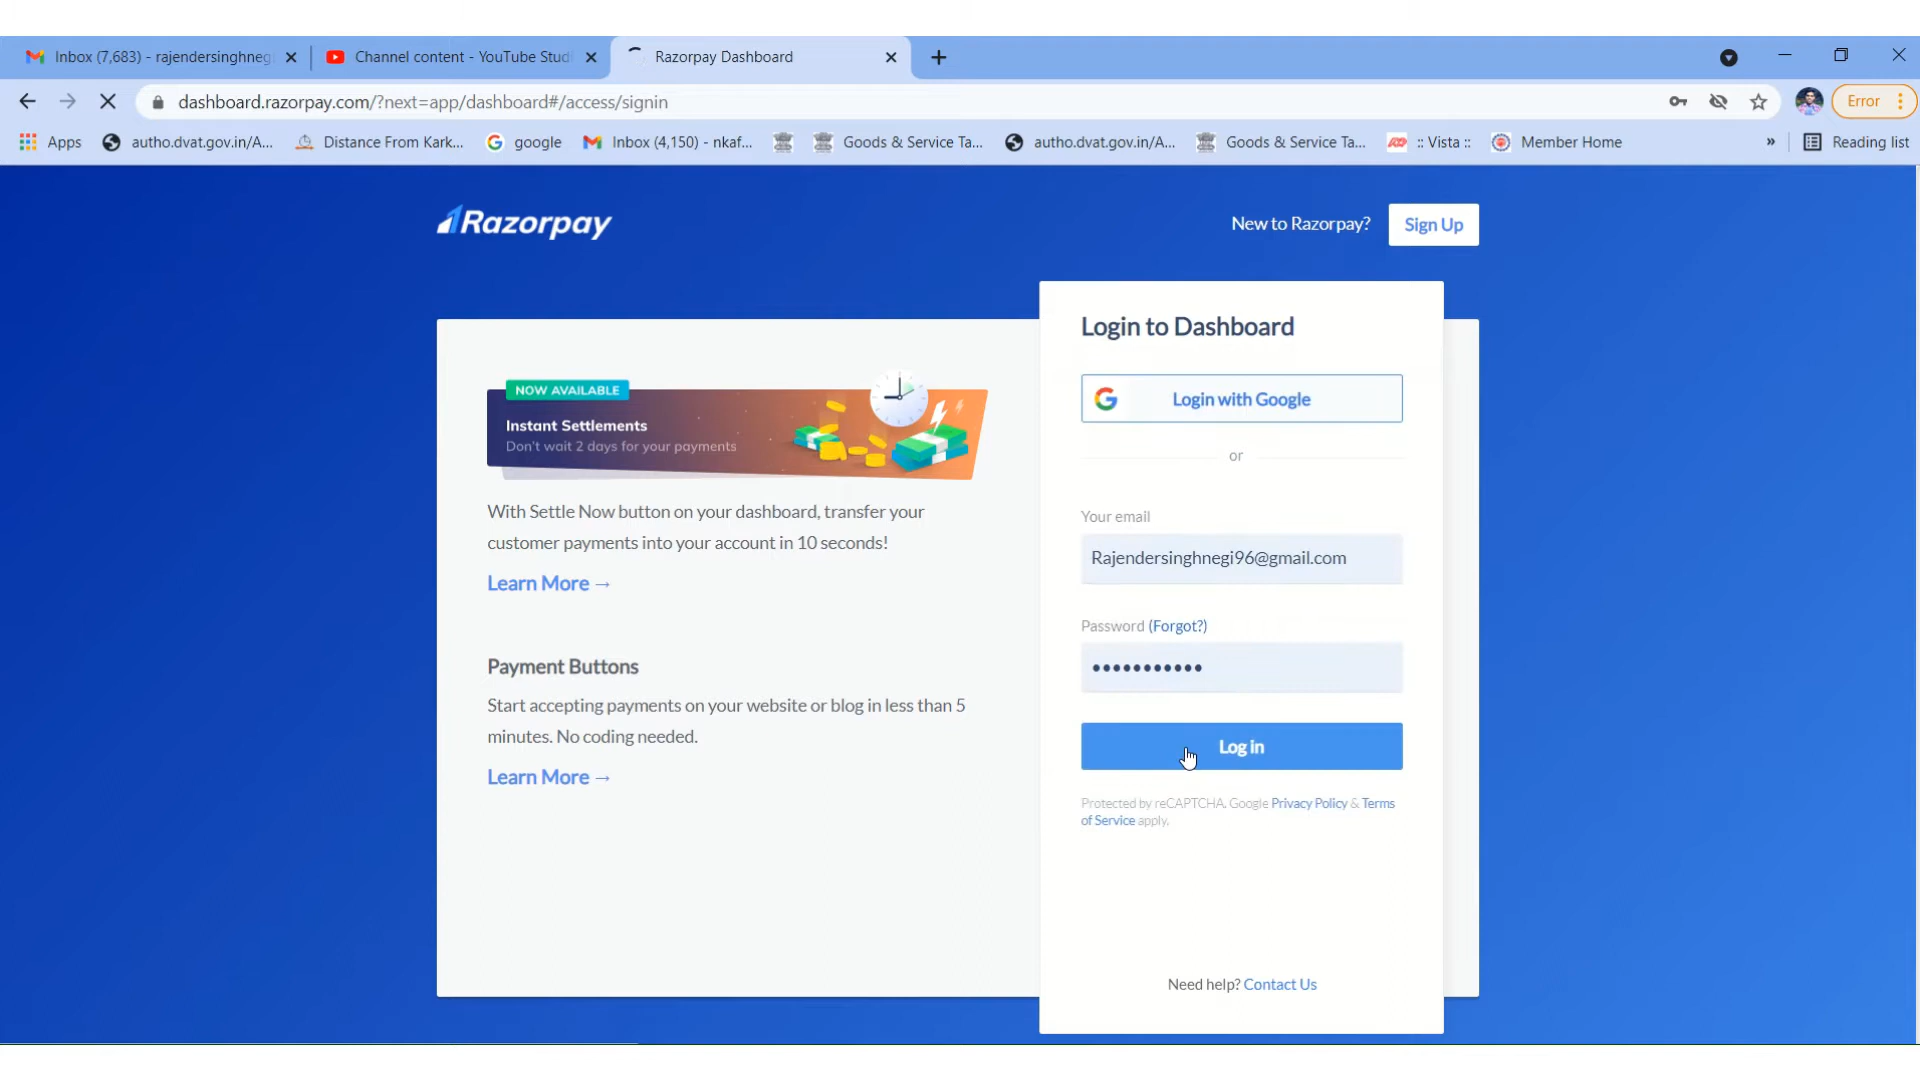 Inbox (7,683) - rajendersinghneg
Channel content - YouTube Stud
Razorpay Dashboard
dashboard.razorpay.com/?next=app/dashboard#/access/signin
Error
Apps
autho.dvat.gov.in/A...
Distance From Kark...
google
Inbox (4,150) - nkaf...
Goods & Service Ta...
autho.dvat.gov.in/A...
Goods & Service Ta...
:: Vista ::
Member Home
»
Reading list
Razorpay
New to Razorpay?
Sign Up
NOW AVAILABLE
Instant Settlements
Don't wait 2 days for your payments
With Settle Now button on your dashboard, transfer your
customer payments into your account in 10 seconds!
Learn More →
Payment Buttons
Start accepting payments on your website or blog in less than 5
minutes. No coding needed.
Learn More →
Login to Dashboard
Login with Google
or
Your email
Rajendersinghnegi96@gmail.com
Password (Forgot?)
•••••••••••
Log in
Protected by reCAPTCHA. Google Privacy Policy & Terms
of Service apply.
Need help? Contact Us